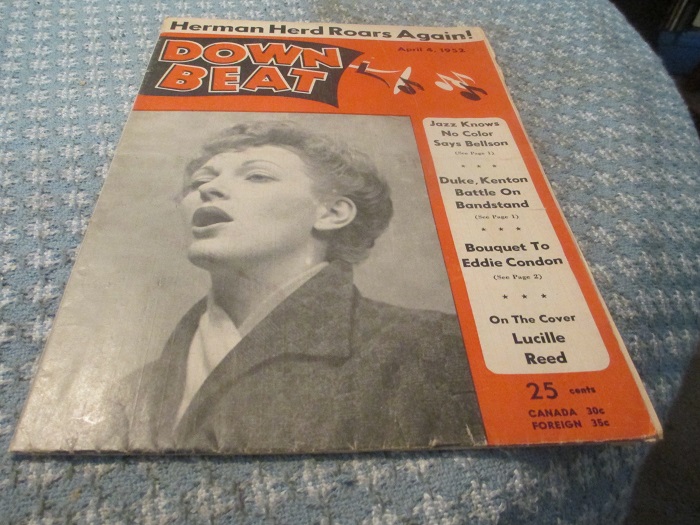 Herman Herd Roars Again!
DOWN
BEAT
April 4, 1952
Jazz Knows
No Color
Says Bellson
(See Page 1)
* * *
Duke, Kenton
Battle On
Bandstand
(See Page 1)
* * *
Bouquet To
Eddie Condon
(See Page 2)
* * *
On The Cover
Lucille
Reed
25 cents
CANADA 30c
FOREIGN 35c